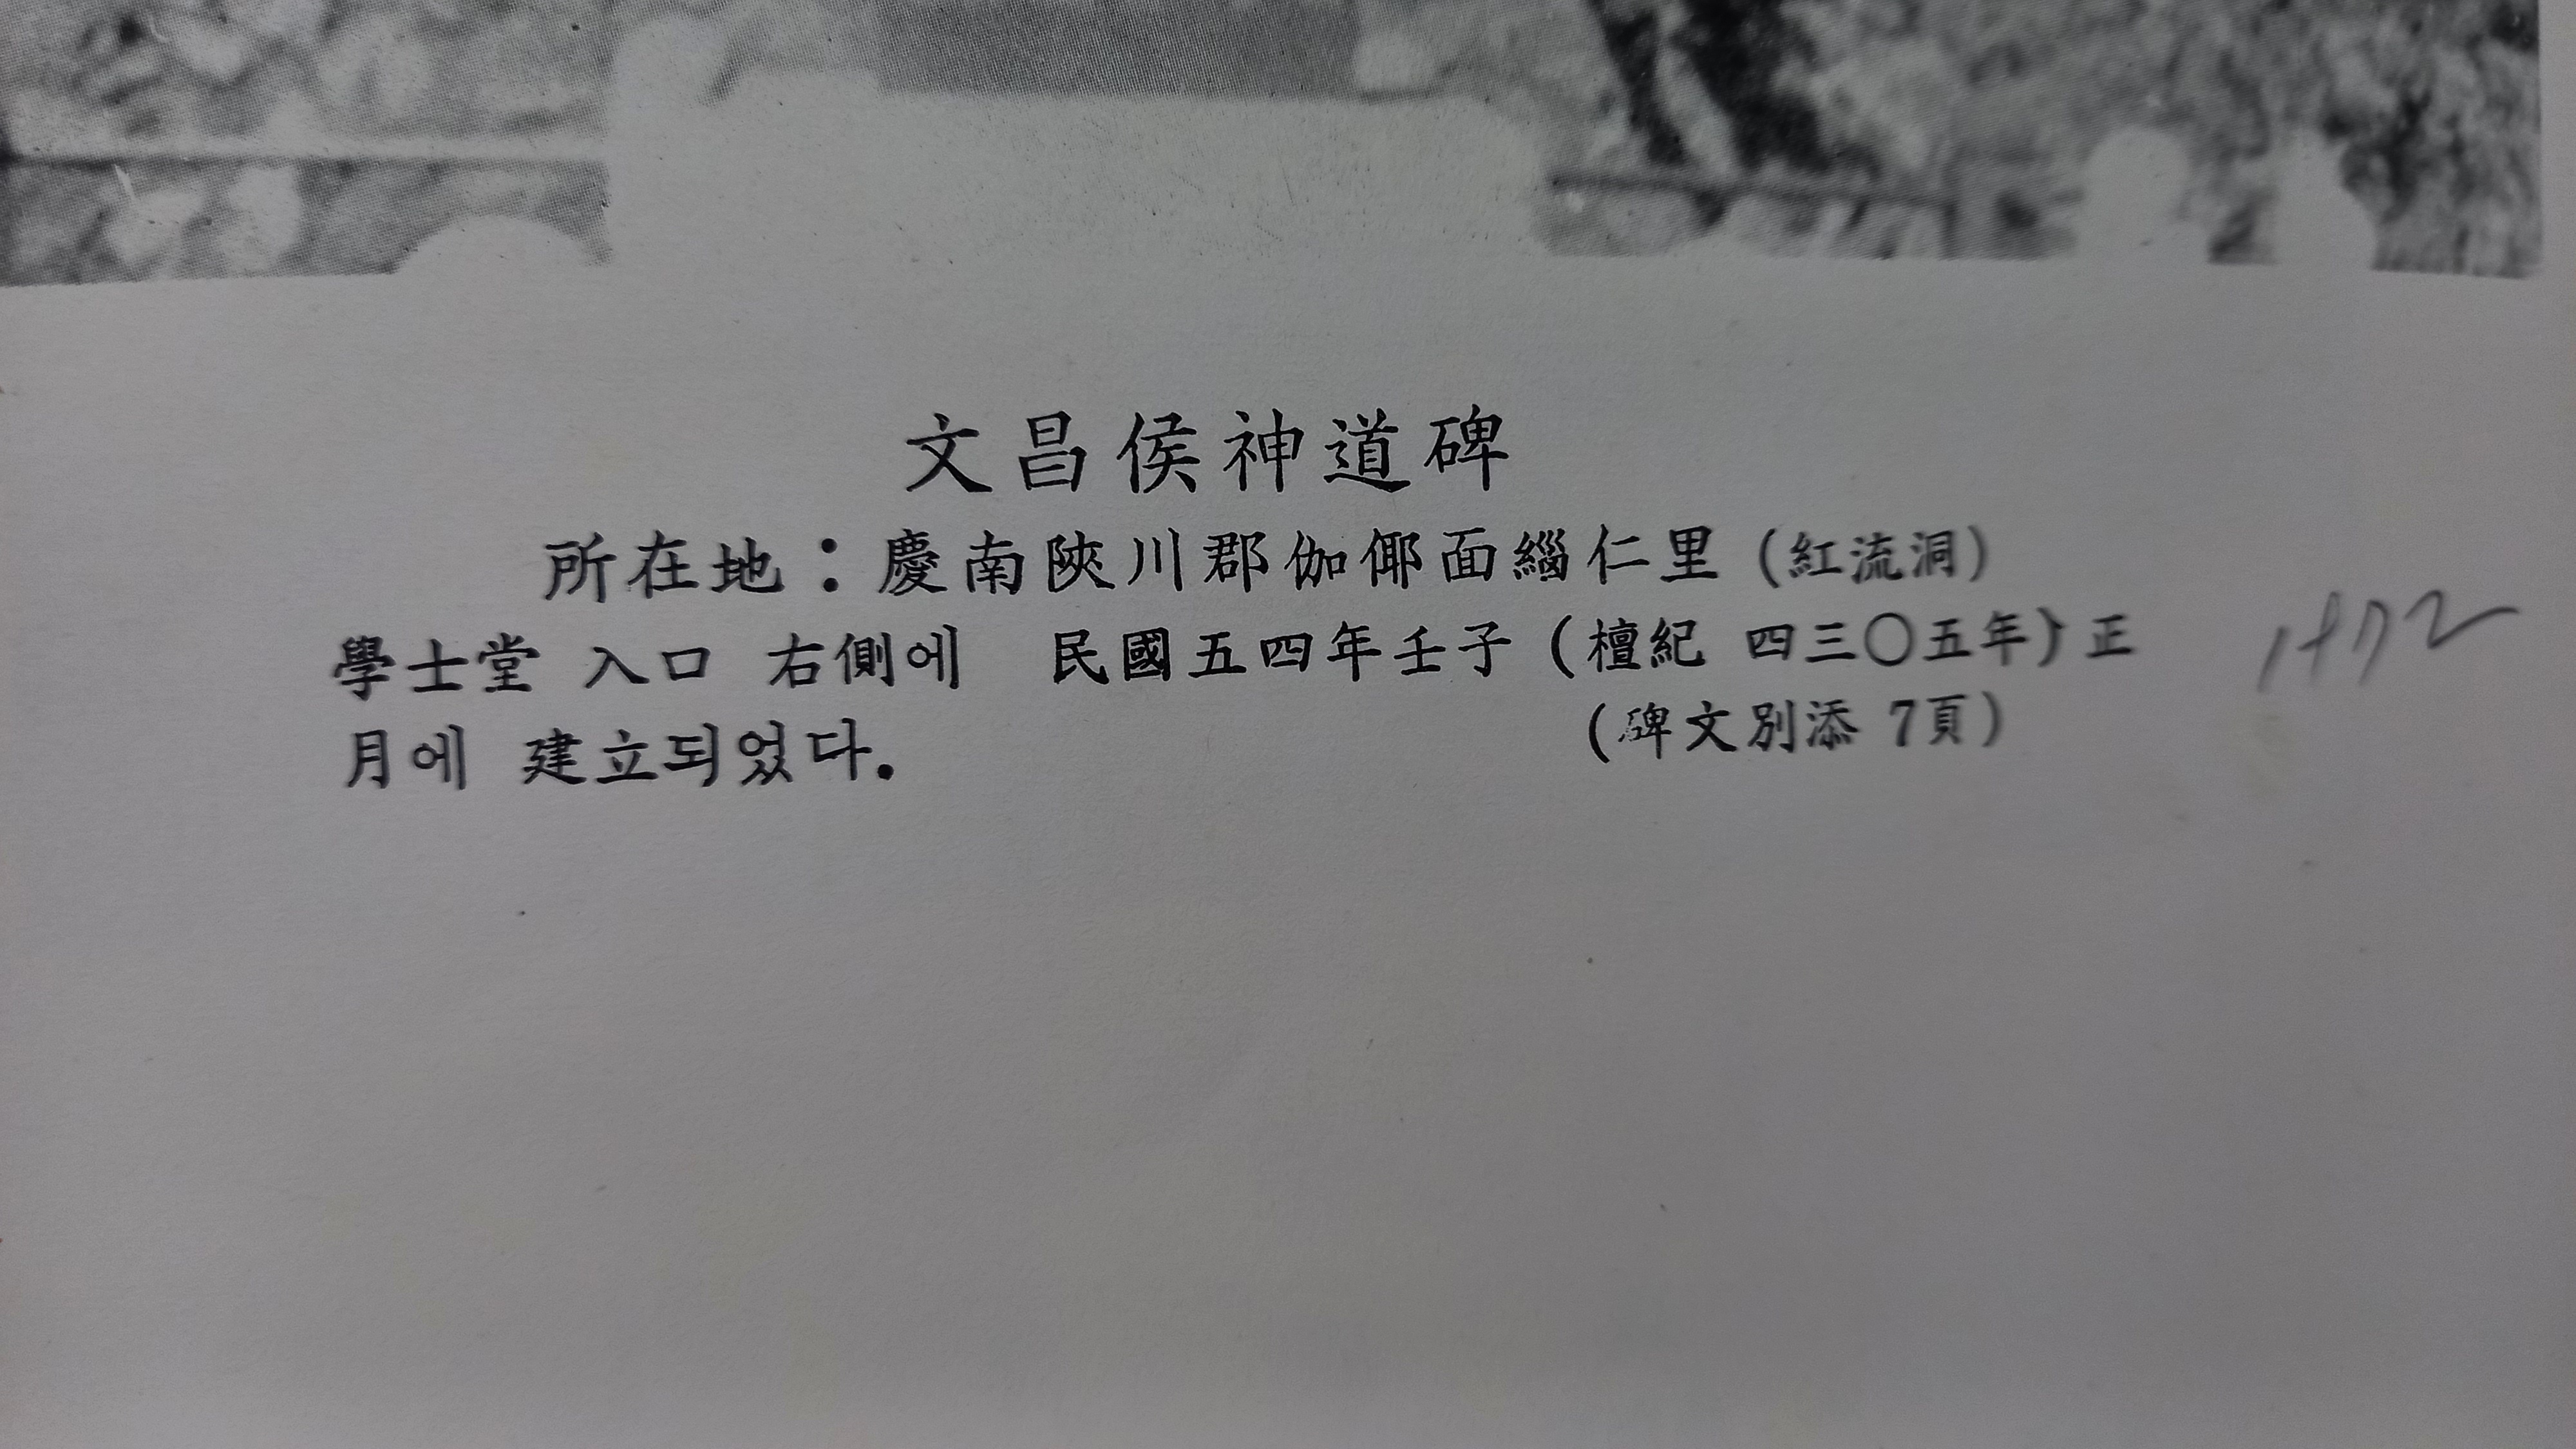 文昌侯神道碑
所在地：慶南陜川郡伽倻面緇仁里 (紅流洞)
學士堂 入口 右側에 民國五四年壬子 (檀紀 四三〇五年) 正
月에 建立되었다.
(碑文別添 7頁)
1972